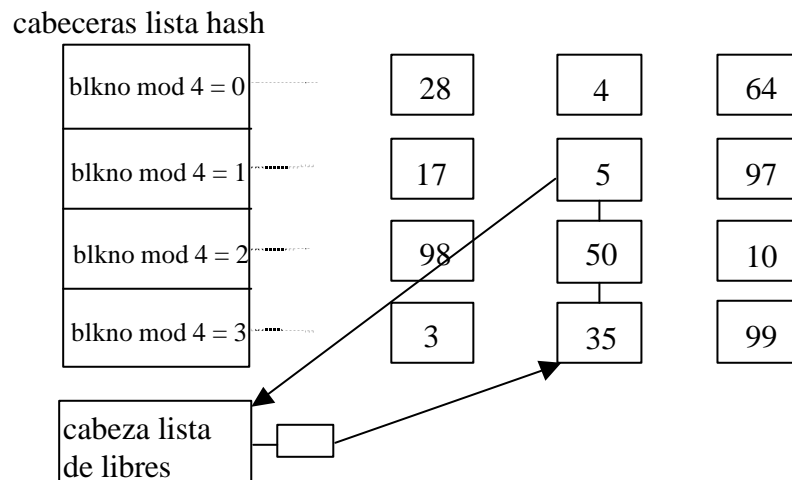 cabeceras lista hash
blkno mod 4 = 0
28
4
64
blkno mod 4 = 1
17
5
97
blkno mod 4 = 2
98
50
10
blkno mod 4 = 3
3
35
99
cabeza lista
de libres